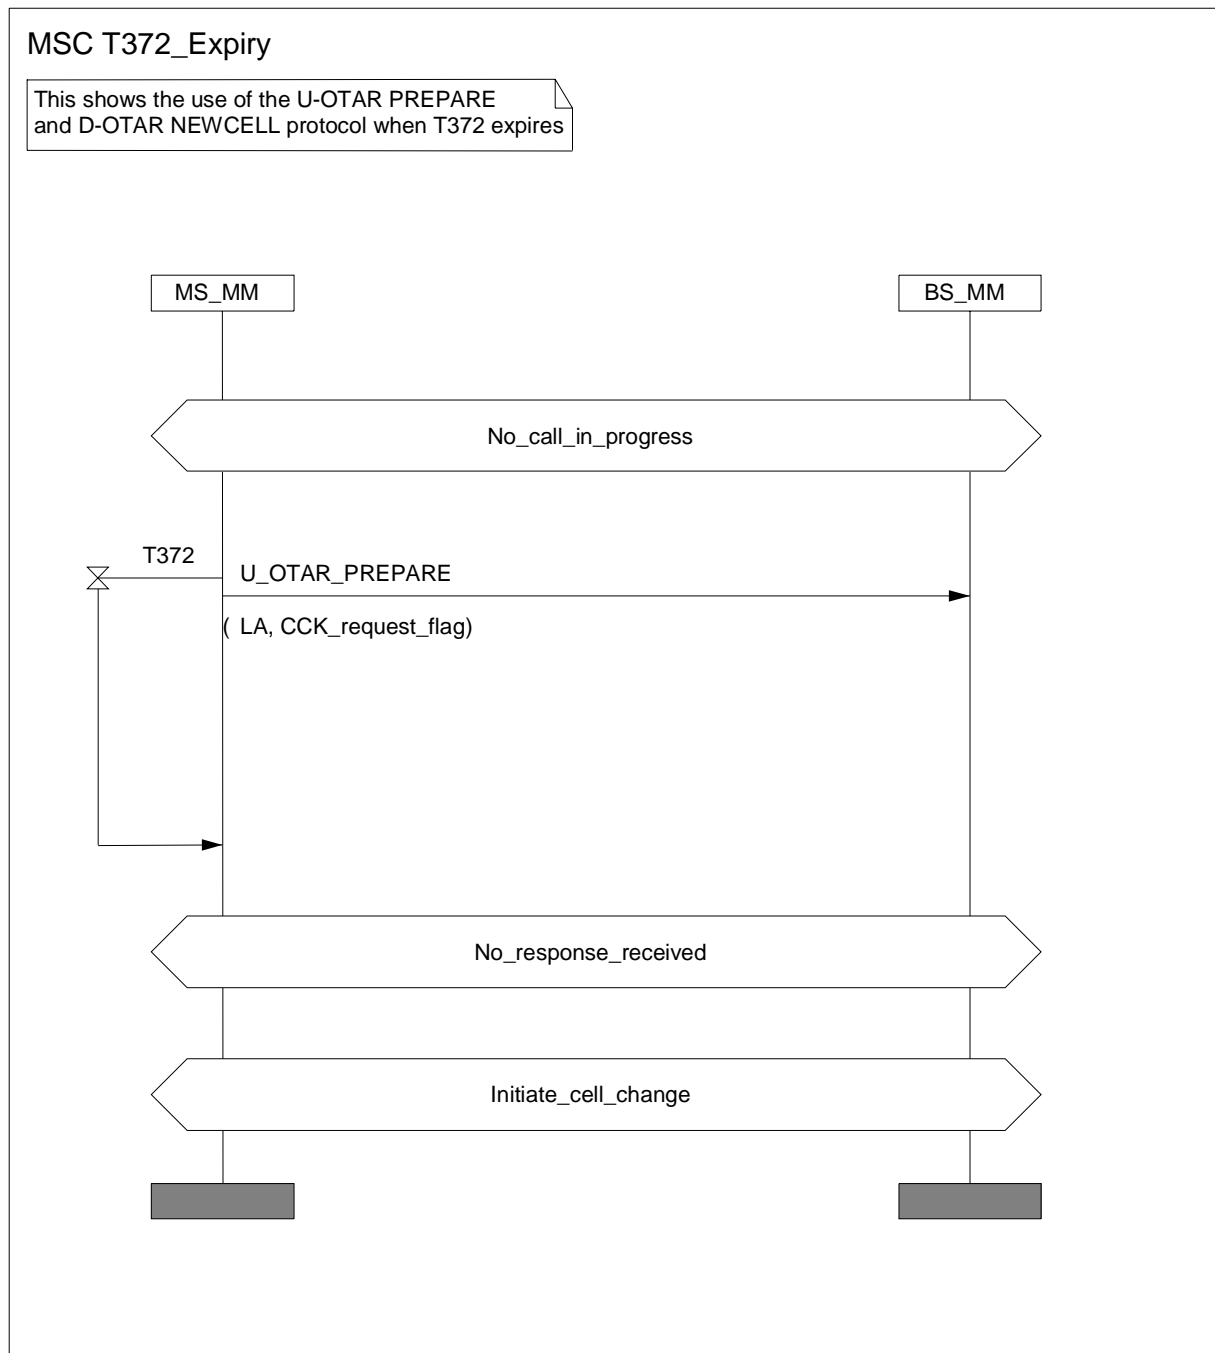 MSC T372_Expiry
This shows the use of the U-OTAR PREPARE
and D-OTAR NEWCELL protocol when T372 expires
MS_MM
BS_MM
No_call_in_progress
T372
U_OTAR_PREPARE
( LA, CCK_request_flag)
No_response_received
Initiate_cell_change